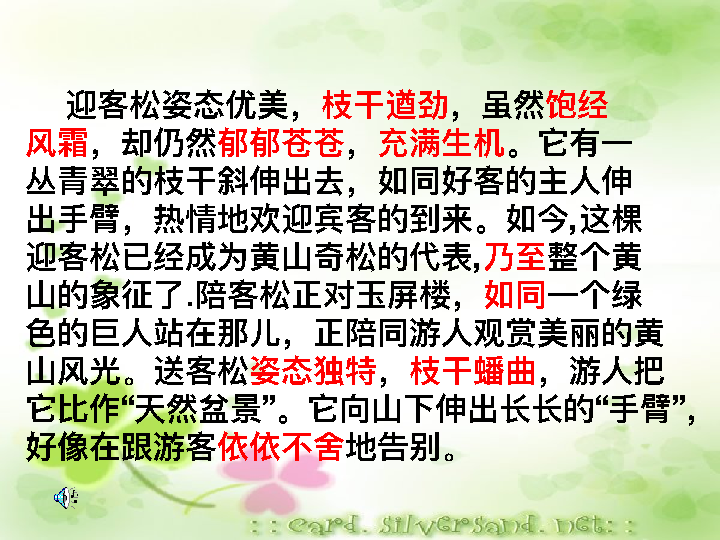 迎客松姿态优美，枝干遒劲，虽然饱经
风霜，却仍然郁郁苍苍，充满生机。它有一
丛青翠的枝干斜伸出去，如同好客的主人伸
出手臂，热情地欢迎宾客的到来。如今,这棵
迎客松已经成为黄山奇松的代表,乃至整个黄
山的象征了.陪客松正对玉屏楼，如同一个绿
色的巨人站在那儿，正陪同游人观赏美丽的黄
山风光。送客松姿态独特，枝干蟠曲，游人把
它比作“天然盆景”。它向山下伸出长长的“手臂”,
好像在跟游客依依不舍地告别。
::card.silversand.net::